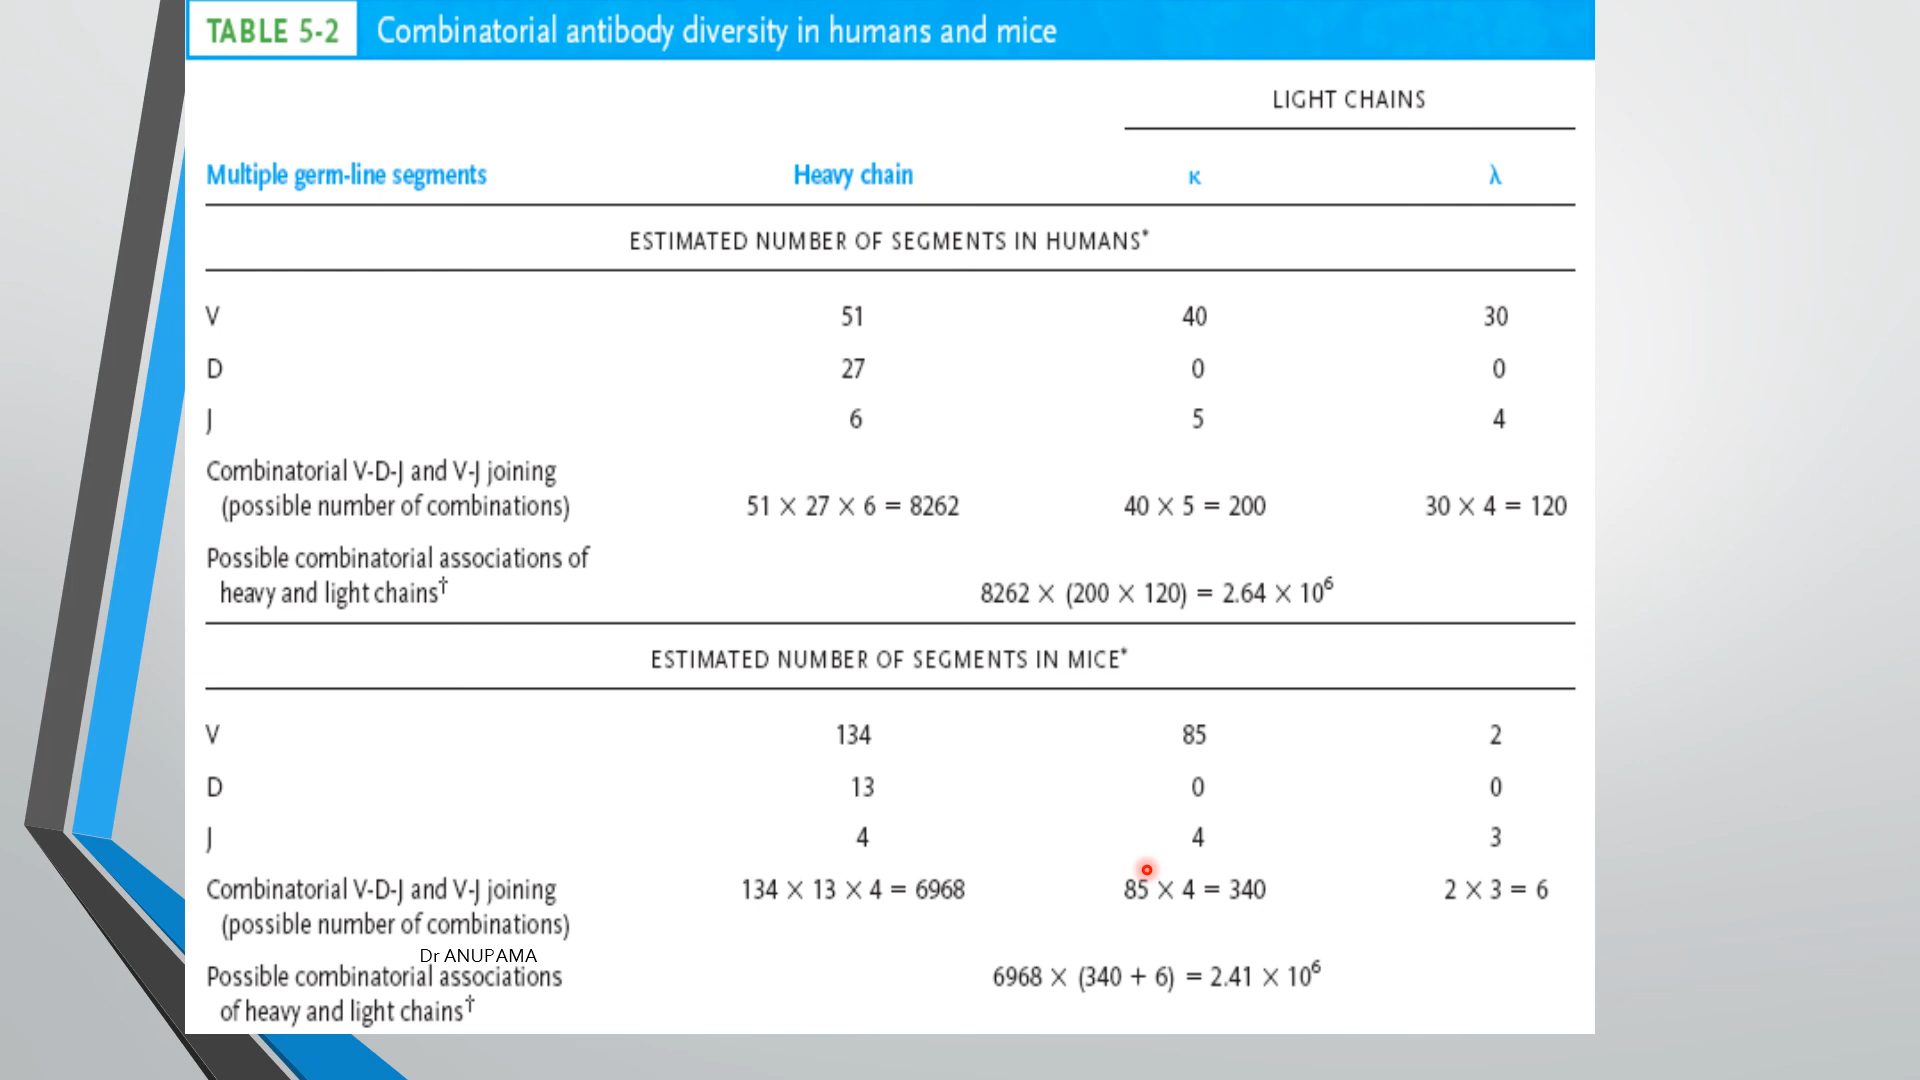 TABLE 5-2 Combinatorial antibody diversity in humans and mice
LIGHT CHAINS
Multiple germ-line segments Heavy chain κ λ
ESTIMATED NUMBER OF SEGMENTS IN HUMANS*
V 51 40 30
D 27 0 0
J 6 5 4
Combinatorial V-D-J and V-J joining
(possible number of combinations) 51 × 27 × 6 = 8262 40 × 5 = 200 30 × 4 = 120
Possible combinatorial associations of
heavy and light chains† 8262 × (200 × 120) = 2.64 × 10⁶
ESTIMATED NUMBER OF SEGMENTS IN MICE*
V 134 85 2
D 13 0 0
J 4 4 3
Combinatorial V-D-J and V-J joining 134 × 13 × 4 = 6968 85 × 4 = 340 2 × 3 = 6
(possible number of combinations)
Dr ANUPAMA
Possible combinatorial associations 6968 × (340 + 6) = 2.41 × 10⁶
of heavy and light chains†